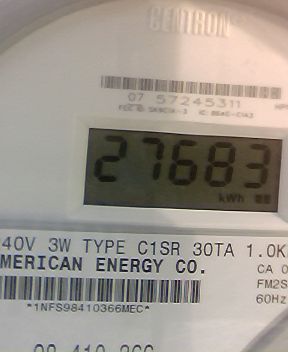 CENTRON
07 57245311
27683
kWh
40V 3W TYPE C1SR 30TA 1.0K
MERICAN ENERGY CO.
CA 0
FM2S
60Hz
*1NFS98410366MEC*